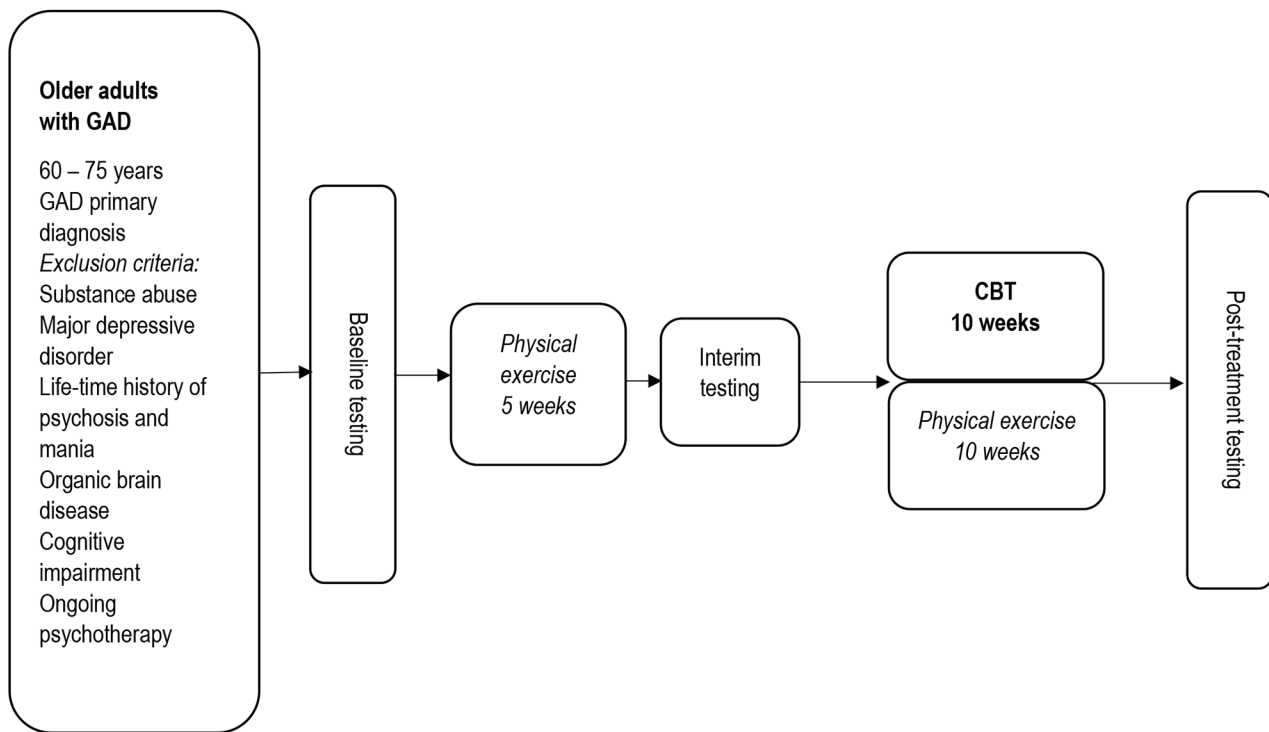 Older adults
with GAD
60 – 75 years
GAD primary
diagnosis
Exclusion criteria:
Substance abuse
Major depressive
disorder
Life-time history of
psychosis and
mania
Organic brain
disease
Cognitive
impairment
Ongoing
psychotherapy
Baseline testing
Physical
exercise
5 weeks
Interim
testing
CBT
10 weeks
Physical exercise
10 weeks
Post-treatment testing